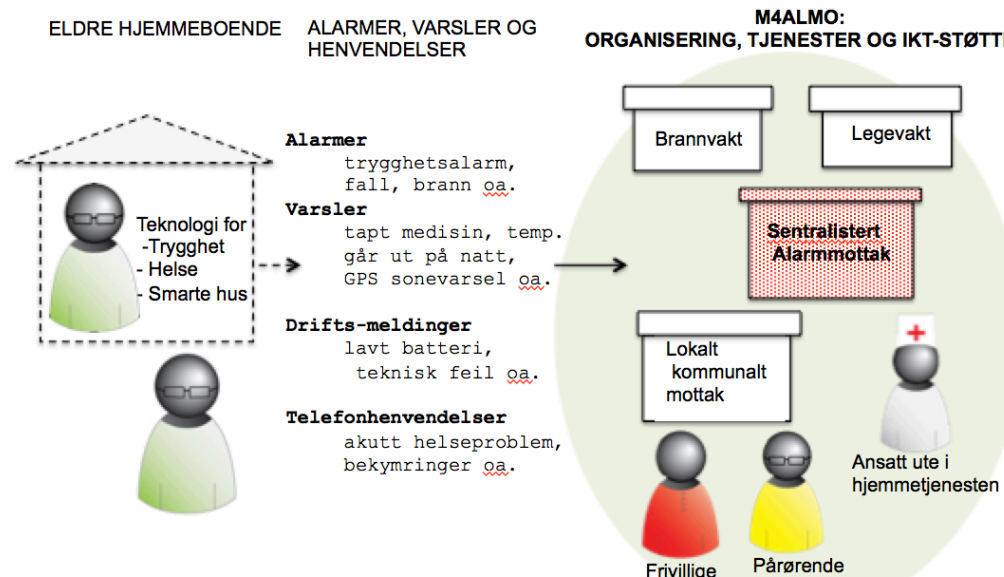 ELDRE HJEMMEBOENDE
ALARMER, VARSLER OG
HENVENDELSER
M4ALMO:
ORGANISERING, TJENESTER OG IKT-STØTT
Teknologi for
-Trygghet
- Helse
- Smarte hus
Alarmer
trygghetsalarm,
fall, brann oa.
Varsler
tapt medisin, temp.
går ut på natt,
GPS sonevarsel oa.
Drifts-meldinger
lavt batteri,
teknisk feil oa.
Telefonhenvendelser
akutt helseproblem,
bekymringer oa.
Brannvakt
Legevakt
Sentralistert
Alarmmottak
Lokalt
kommunalt
mottak
Ansatt ute i
hjemmetjenesten
Frivillige
Pårørende